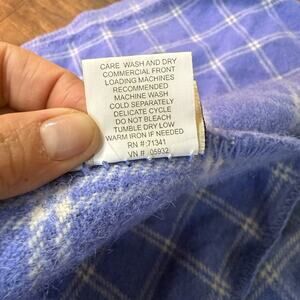 CARE WASH AND DRY
COMMERCIAL FRONT
LOADING MACHINES
RECOMMENDED
MACHINE WASH
COLD SEPARATELY
DELICATE CYCLE
DO NOT BLEACH
TUMBLE DRY LOW
WARM IRON IF NEEDED
RN #:71341
VN # :05932